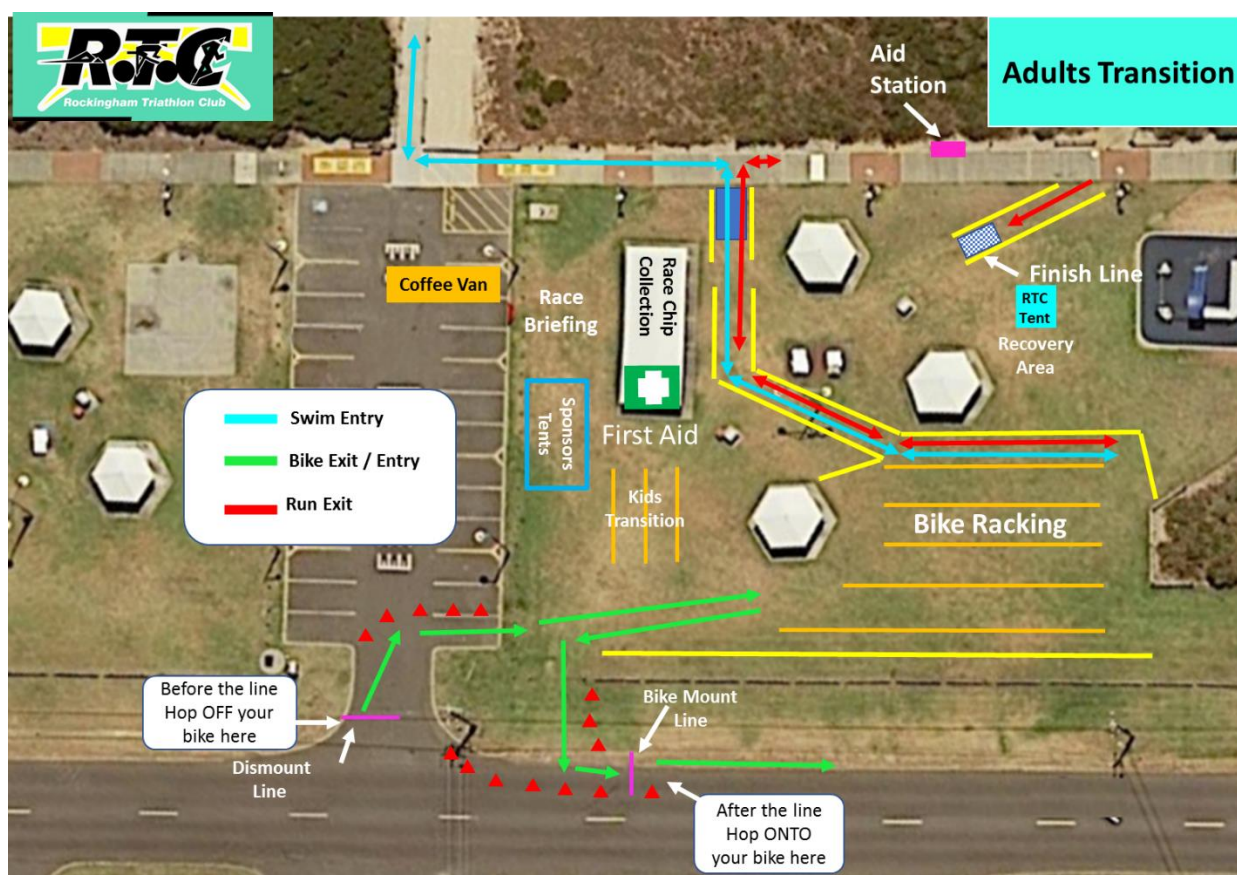 R.T.C
Rockingham Triathlon Club
Aid
Station
Adults Transition
Coffee Van
Race
Briefing
Race Chip
Collection
Finish Line
RTC
Tent
Recovery
Area
Swim Entry
Bike Exit / Entry
Run Exit
Sponsors
Tents
First Aid
Kids
Transition
Bike Racking
Before the line
Hop OFF your
bike here
Dismount
Line
Bike Mount
Line
After the line
Hop ONTO
your bike here